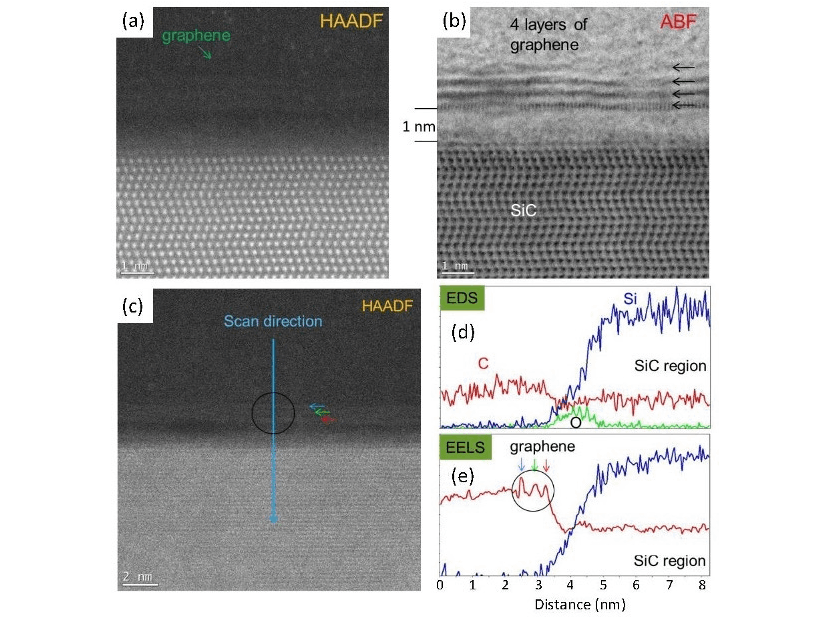 (a)
HAADF
graphene
1 nm
(b)
4 layers of
graphene
ABF
1 nm
SiC
1 nm
(c)
HAADF
Scan direction
2 nm
EDS
(d)
Si
C
SiC region
O
EELS
graphene
(e)
SiC region
0 1 2 3 4 5 6 7 8
Distance (nm)